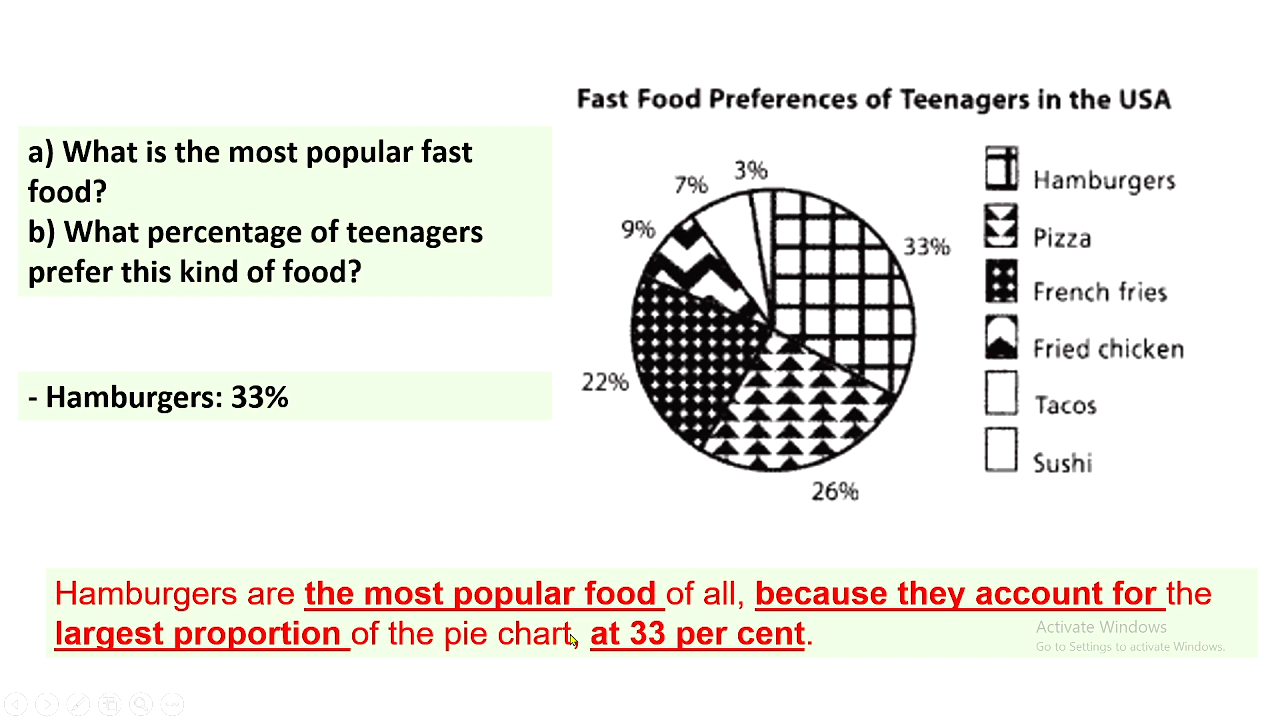 Fast Food Preferences of Teenagers in the USA
a) What is the most popular fast
food?
b) What percentage of teenagers
prefer this kind of food?
- Hamburgers: 33%
3%
7%
9%
33%
22%
26%
Hamburgers
Pizza
French fries
Fried chicken
Tacos
Sushi
Hamburgers are the most popular food of all, because they account for the
largest proportion of the pie chart, at 33 per cent.
Activate Windows
Go to Settings to activate Windows.